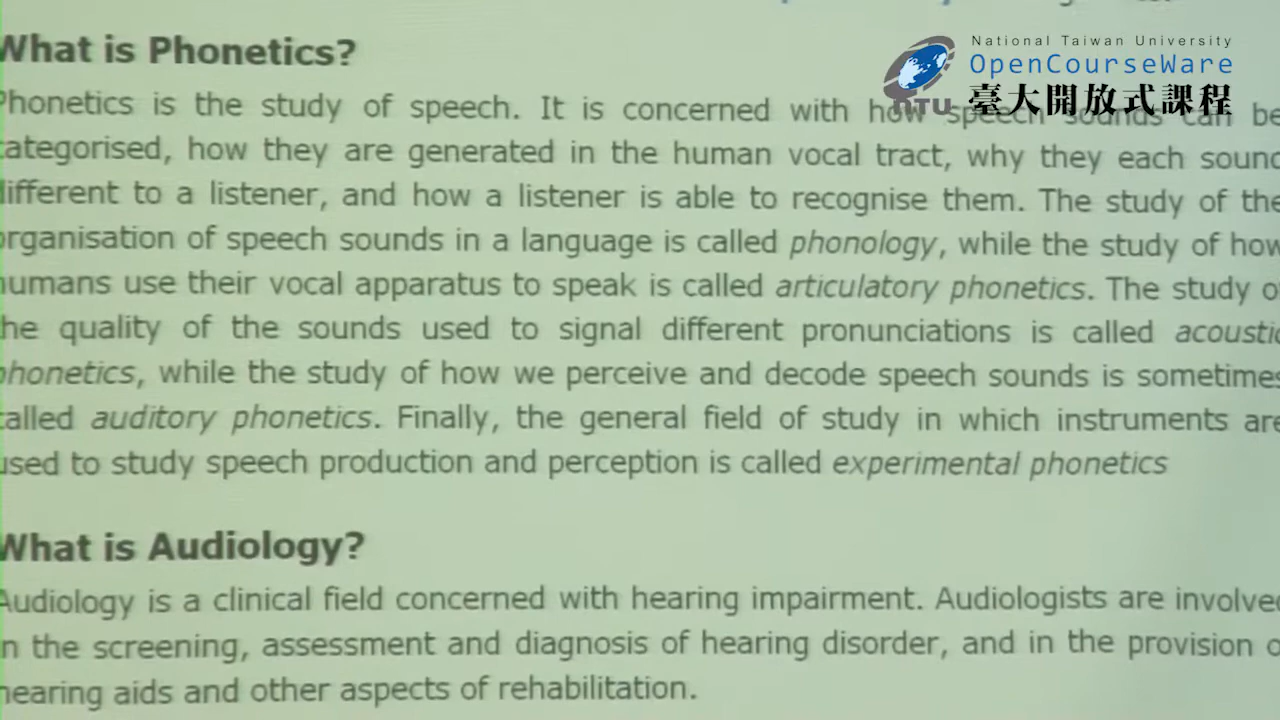 National Taiwan University
OpenCourseWare
臺大開放式課程
NTU
What is Phonetics?
Phonetics is the study of speech. It is concerned with how speech sounds can be
categorised, how they are generated in the human vocal tract, why they each sound
different to a listener, and how a listener is able to recognise them. The study of the
organisation of speech sounds in a language is called phonology, while the study of how
humans use their vocal apparatus to speak is called articulatory phonetics. The study of
the quality of the sounds used to signal different pronunciations is called acoustic
phonetics, while the study of how we perceive and decode speech sounds is sometimes
called auditory phonetics. Finally, the general field of study in which instruments are
used to study speech production and perception is called experimental phonetics
What is Audiology?
Audiology is a clinical field concerned with hearing impairment. Audiologists are involved
in the screening, assessment and diagnosis of hearing disorder, and in the provision of
hearing aids and other aspects of rehabilitation.